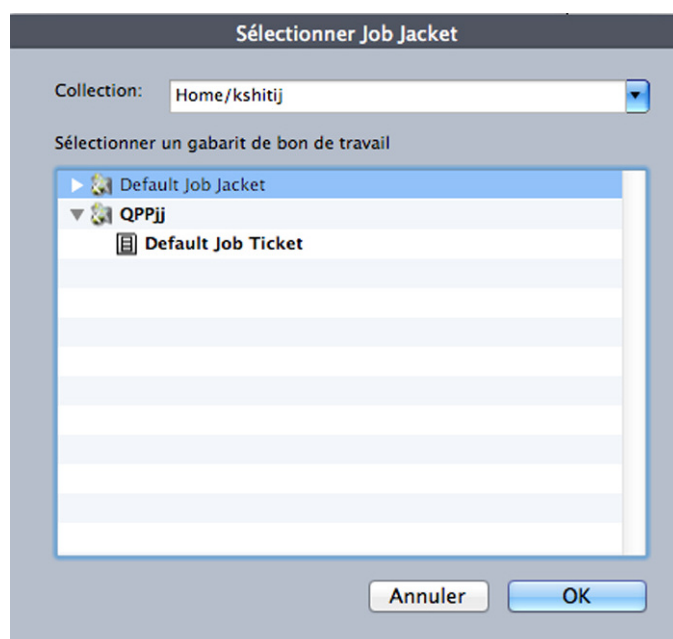 Sélectionner Job Jacket
Collection: Home/kshitij
Sélectionner un gabarit de bon de travail
Default Job Jacket
QPPjj
Default Job Ticket
Annuler OK